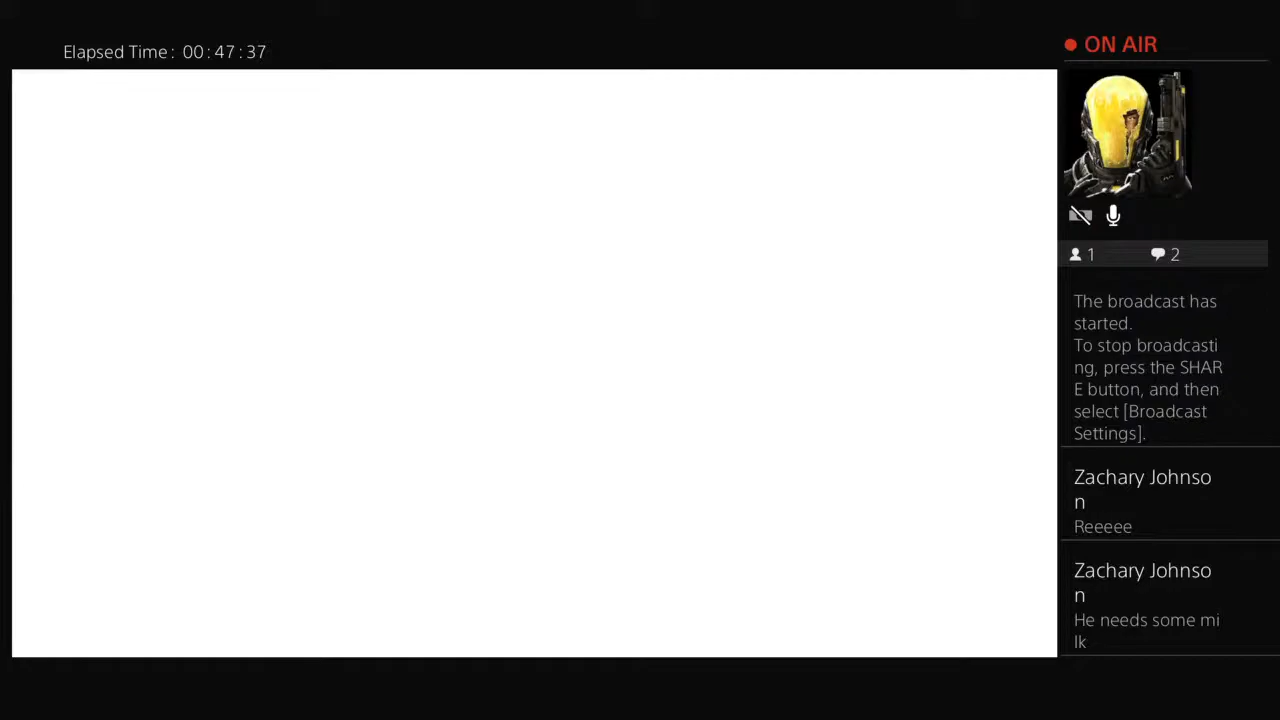 Elapsed Time: 00:47:37
ON AIR
1
2
The broadcast has
started.
To stop broadcasti
ng, press the SHAR
E button, and then
select [Broadcast
Settings].
Zachary Johnso
n
Reeeee
Zachary Johnso
n
He needs some mi
lk